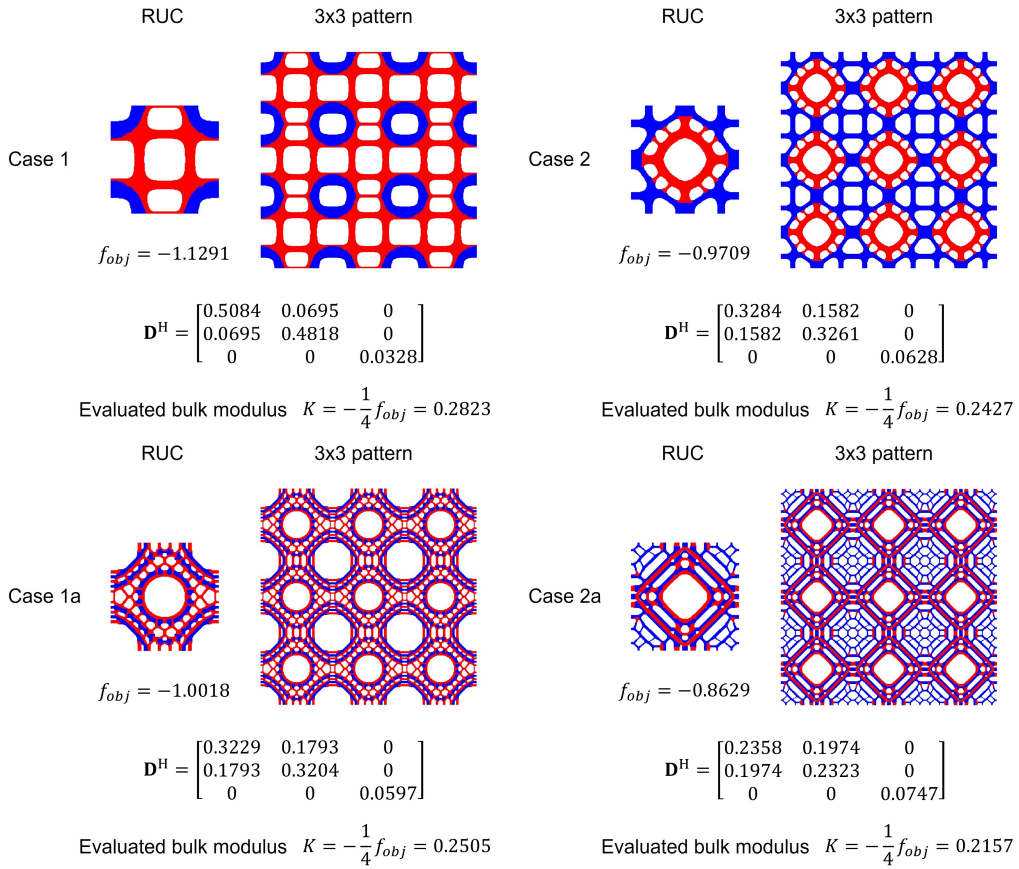 RUC 3x3 pattern
Case 1
f_obj = −1.1291
D^H = [0.5084 0.0695 0
0.0695 0.4818 0
0 0 0.0328]
Evaluated bulk modulus K = −1/4 f_obj = 0.2823
RUC 3x3 pattern
Case 2
f_obj = −0.9709
D^H = [0.3284 0.1582 0
0.1582 0.3261 0
0 0 0.0628]
Evaluated bulk modulus K = −1/4 f_obj = 0.2427
RUC 3x3 pattern
Case 1a
f_obj = −1.0018
D^H = [0.3229 0.1793 0
0.1793 0.3204 0
0 0 0.0597]
Evaluated bulk modulus K = −1/4 f_obj = 0.2505
RUC 3x3 pattern
Case 2a
f_obj = −0.8629
D^H = [0.2358 0.1974 0
0.1974 0.2323 0
0 0 0.0747]
Evaluated bulk modulus K = −1/4 f_obj = 0.2157